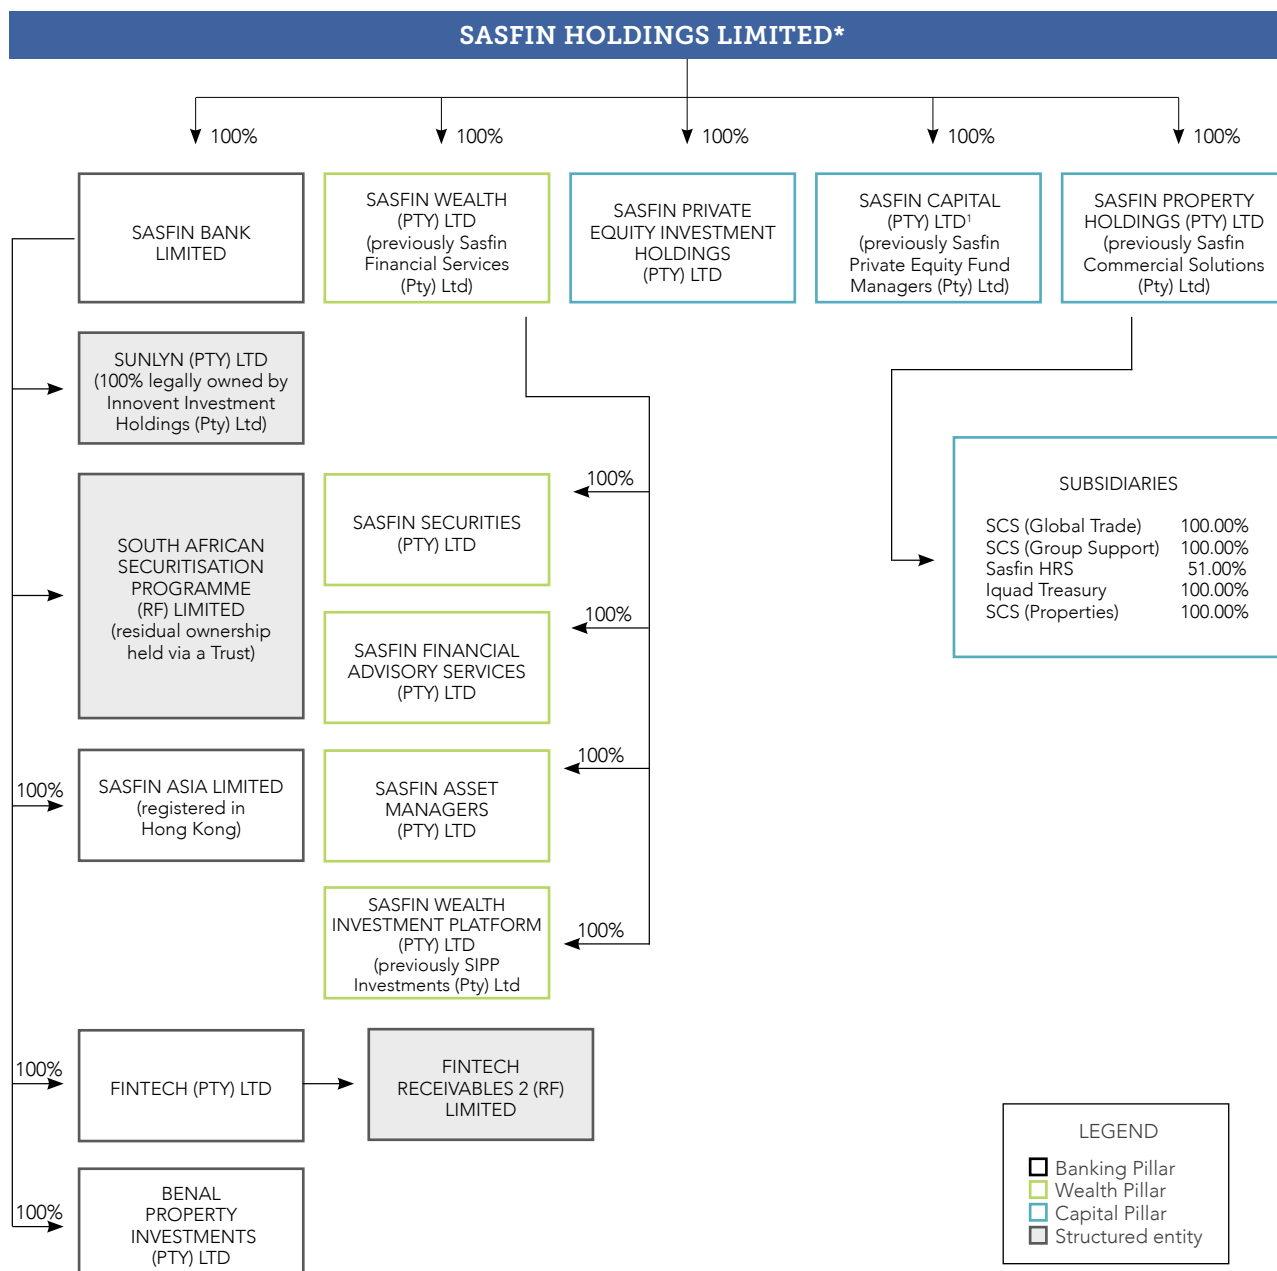 SASFIN HOLDINGS LIMITED*
100%
100%
100%
100%
100%
SASFIN BANK
LIMITED
SASFIN WEALTH
(PTY) LTD
(previously Sasfin
Financial Services
(Pty) Ltd)
SASFIN PRIVATE
EQUITY INVESTMENT
HOLDINGS
(PTY) LTD
SASFIN CAPITAL
(PTY) LTD¹
(previously Sasfin
Private Equity Fund
Managers (Pty) Ltd)
SASFIN PROPERTY
HOLDINGS (PTY) LTD
(previously Sasfin
Commercial Solutions
(Pty) Ltd)
SUNLYN (PTY) LTD
(100% legally owned by
Innovent Investment
Holdings (Pty) Ltd)
SOUTH AFRICAN
SECURITISATION
PROGRAMME
(RF) LIMITED
(residual ownership
held via a Trust)
100%
SASFIN SECURITIES
(PTY) LTD
100%
SASFIN FINANCIAL
ADVISORY SERVICES
(PTY) LTD
SUBSIDIARIES
SCS (Global Trade) 100.00%
SCS (Group Support) 100.00%
Sasfin HRS 51.00%
Iquad Treasury 100.00%
SCS (Properties) 100.00%
100%
SASFIN ASIA LIMITED
(registered in
Hong Kong)
100%
SASFIN ASSET
MANAGERS
(PTY) LTD
100%
SASFIN WEALTH
INVESTMENT PLATFORM
(PTY) LTD
(previously SIPP
Investments (Pty) Ltd
100%
FINTECH (PTY) LTD
FINTECH
RECEIVABLES 2 (RF)
LIMITED
100%
BENAL
PROPERTY
INVESTMENTS
(PTY) LTD
LEGEND
Banking Pillar
Wealth Pillar
Capital Pillar
Structured entity